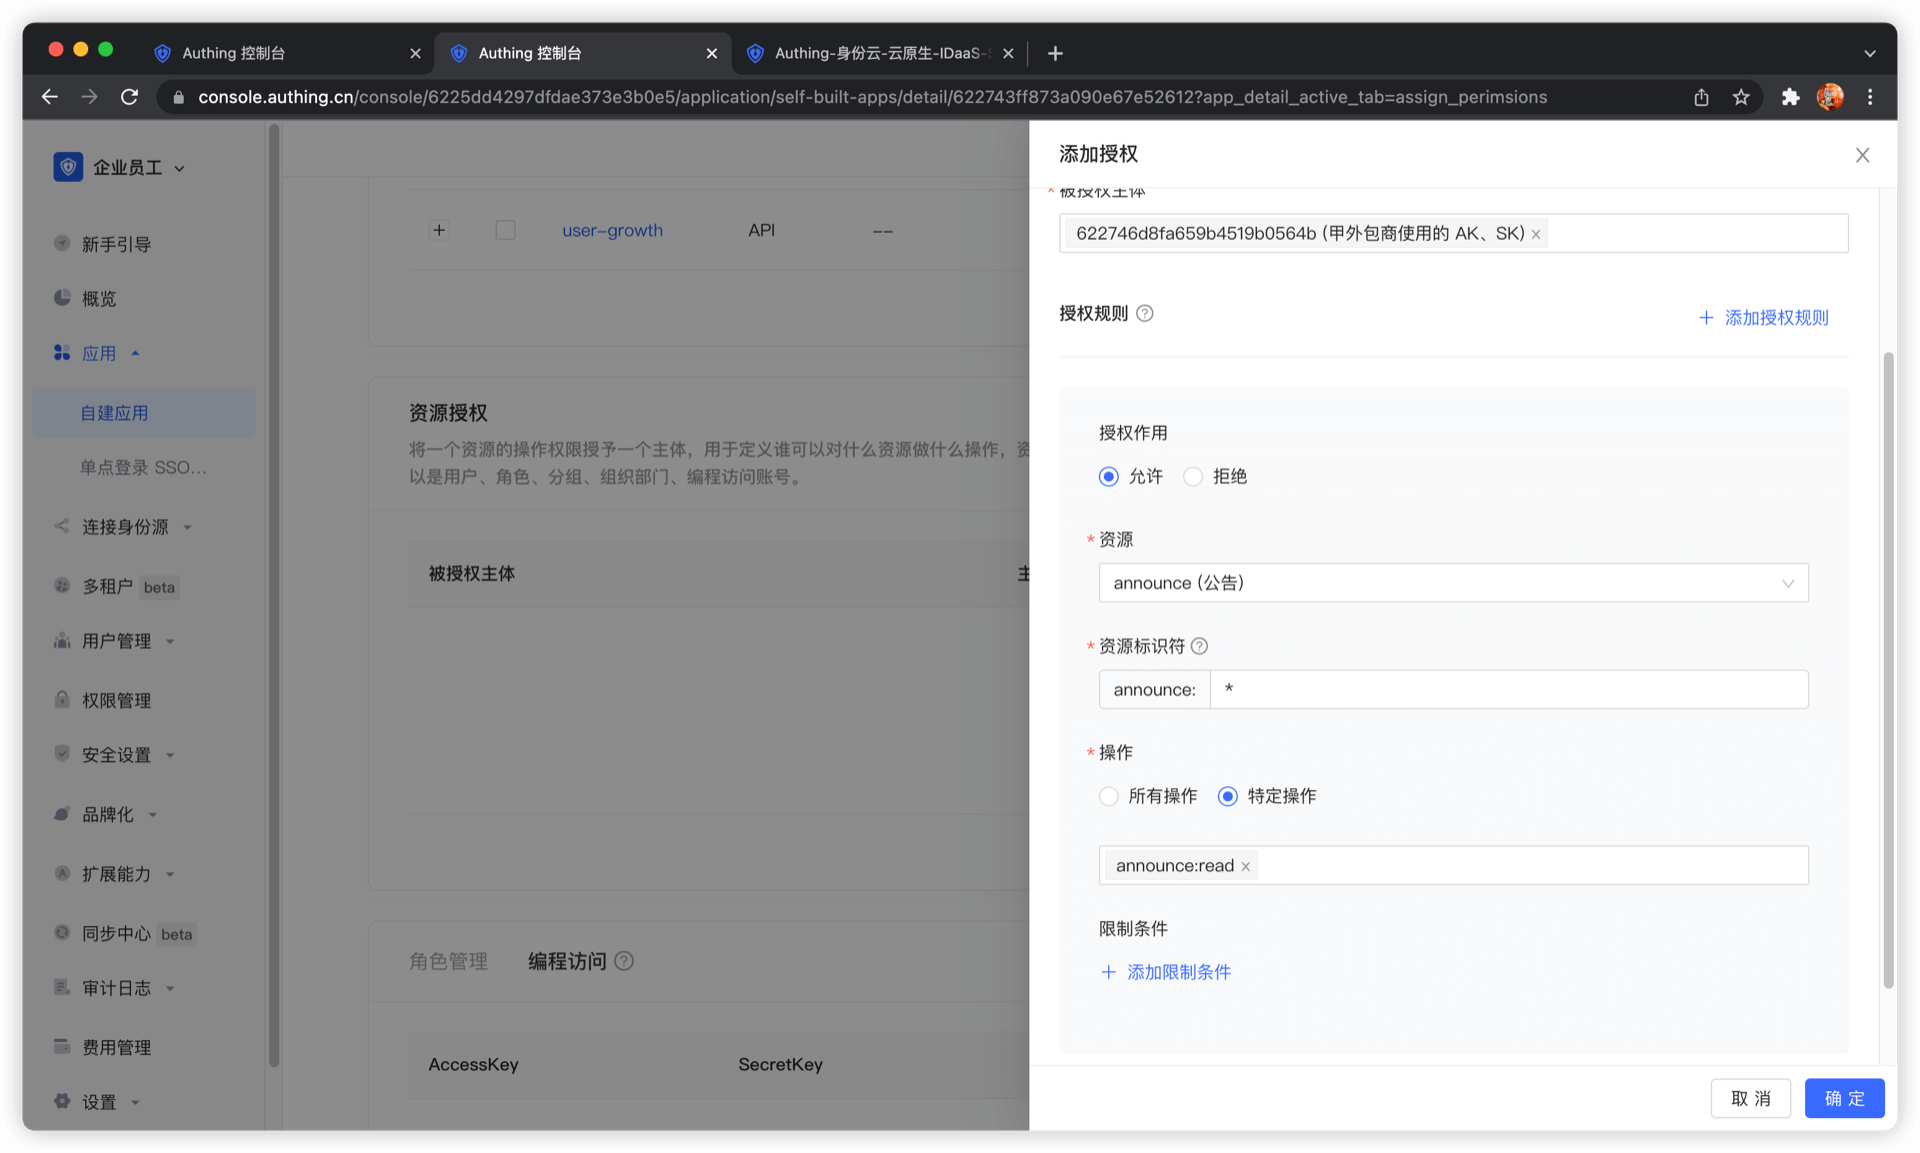 Authing 控制台
Authing 控制台
Authing-身份云-云原生-IDaaS-
console.authing.cn/console/6225dd4297dfdae373e3b0e5/application/self-built-apps/detail/622743ff873a090e67e52612?app_detail_active_tab=assign_perimsions
企业员工
新手引导
概览
应用
自建应用
单点登录 SSO...
连接身份源
多租户 beta
用户管理
权限管理
安全设置
品牌化
扩展能力
同步中心 beta
审计日志
费用管理
设置
user-growth API --
资源授权
将一个资源的操作权限授予一个主体，用于定义谁可以对什么资源做什么操作，资
以是用户、角色、分组、组织部门、编程访问账号。
被授权主体 主
角色管理 编程访问
AccessKey SecretKey
添加授权
* 被授权主体
622746d8fa659b4519b0564b (甲外包商使用的 AK、SK)
授权规则
添加授权规则
授权作用
允许 拒绝
* 资源
announce (公告)
* 资源标识符
announce: *
* 操作
所有操作 特定操作
announce:read
限制条件
添加限制条件
取 消 确 定